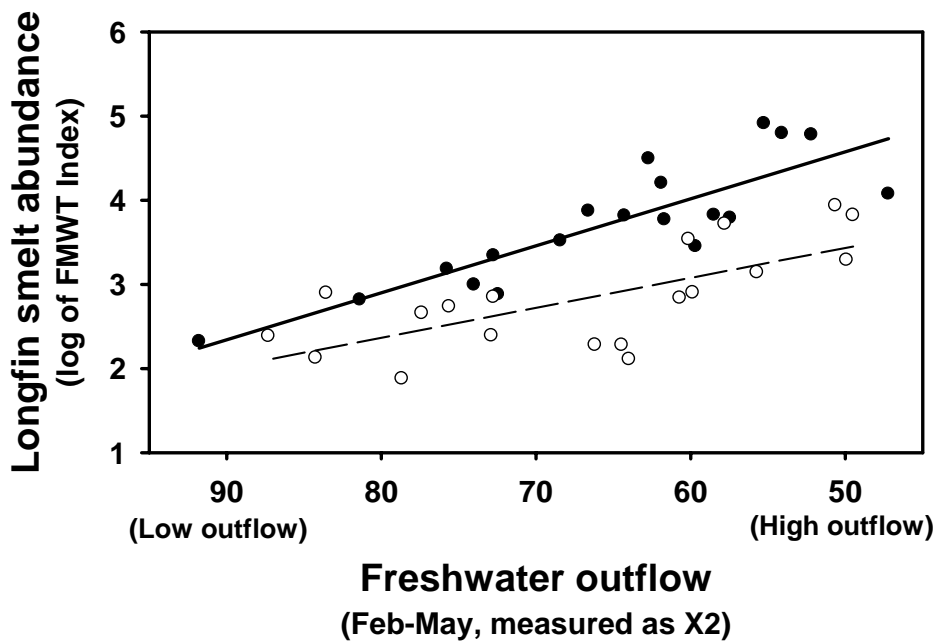 Longfin smelt abundance
(log of FMWT Index)
6
5
4
3
2
1
90 80 70 60 50
(Low outflow) (High outflow)
Freshwater outflow
(Feb-May, measured as X2)